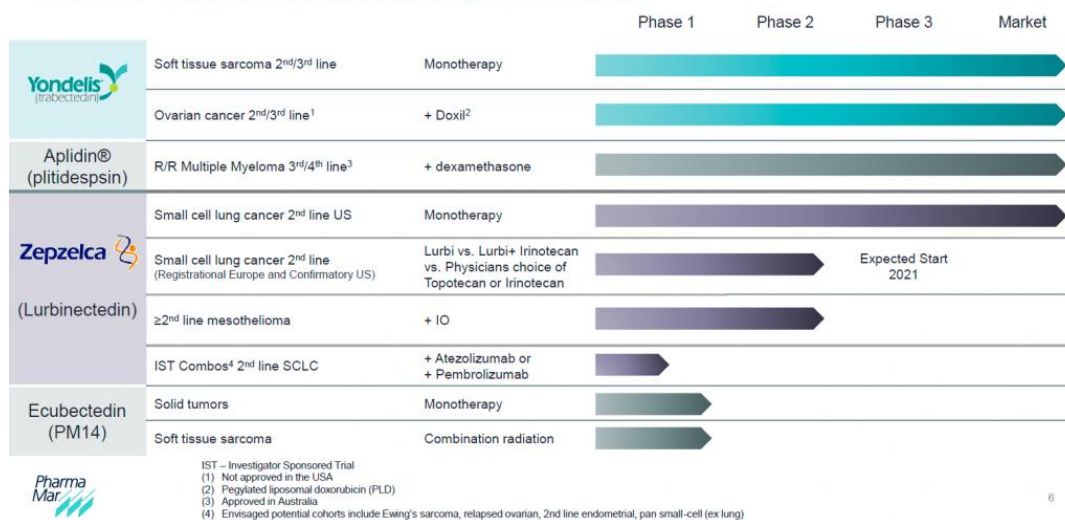 Phase 1 Phase 2 Phase 3 Market
Yondelis
(trabectedin)
Soft tissue sarcoma 2nd/3rd line Monotherapy
Ovarian cancer 2nd/3rd line1 + Doxil2
Aplidin®
(plitidespsin)
R/R Multiple Myeloma 3rd/4th line3 + dexamethasone
Zepzelca
(Lurbinectedin)
Small cell lung cancer 2nd line US Monotherapy
Small cell lung cancer 2nd line
(Registrational Europe and Confirmatory US)
Lurbi vs. Lurbi+ Irinotecan
vs. Physicians choice of
Topotecan or Irinotecan
Expected Start
2021
≥2nd line mesothelioma + IO
IST Combos4 2nd line SCLC
+ Atezolizumab or
+ Pembrolizumab
Ecubectedin
(PM14)
Solid tumors Monotherapy
Soft tissue sarcoma Combination radiation
Pharma
Mar
IST – Investigator Sponsored Trial
(1) Not approved in the USA
(2) Pegylated liposomal doxorubicin (PLD)
(3) Approved in Australia
(4) Envisaged potential cohorts include Ewing's sarcoma, relapsed ovarian, 2nd line endometrial, pan small-cell (ex lung)
6